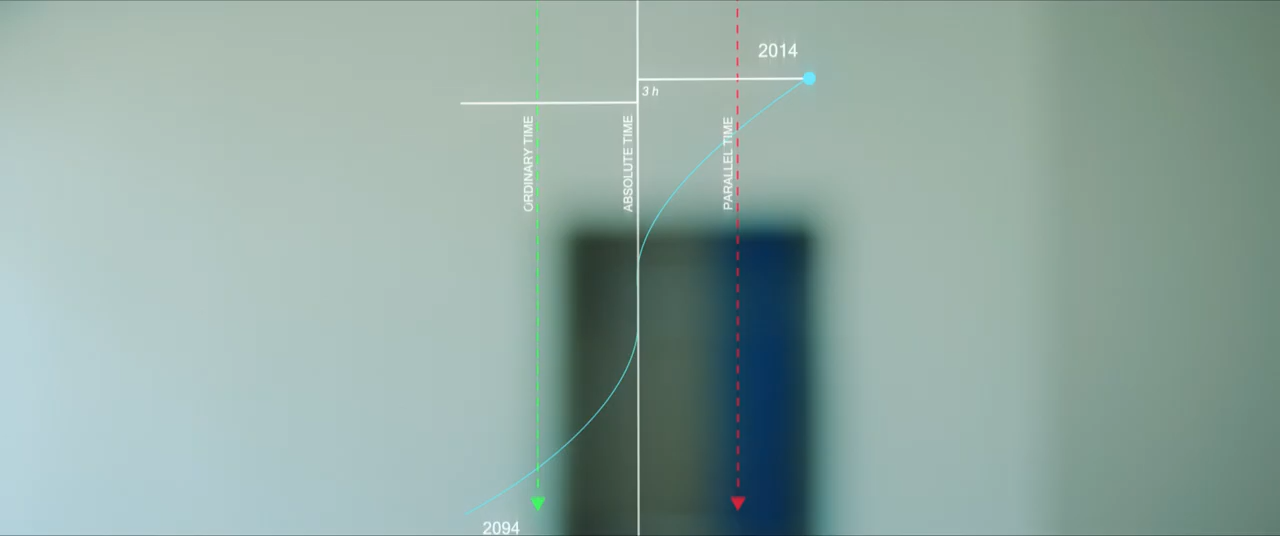 2014
3 h
ORDINARY TIME
ABSOLUTE TIME
PARALLEL TIME
2094